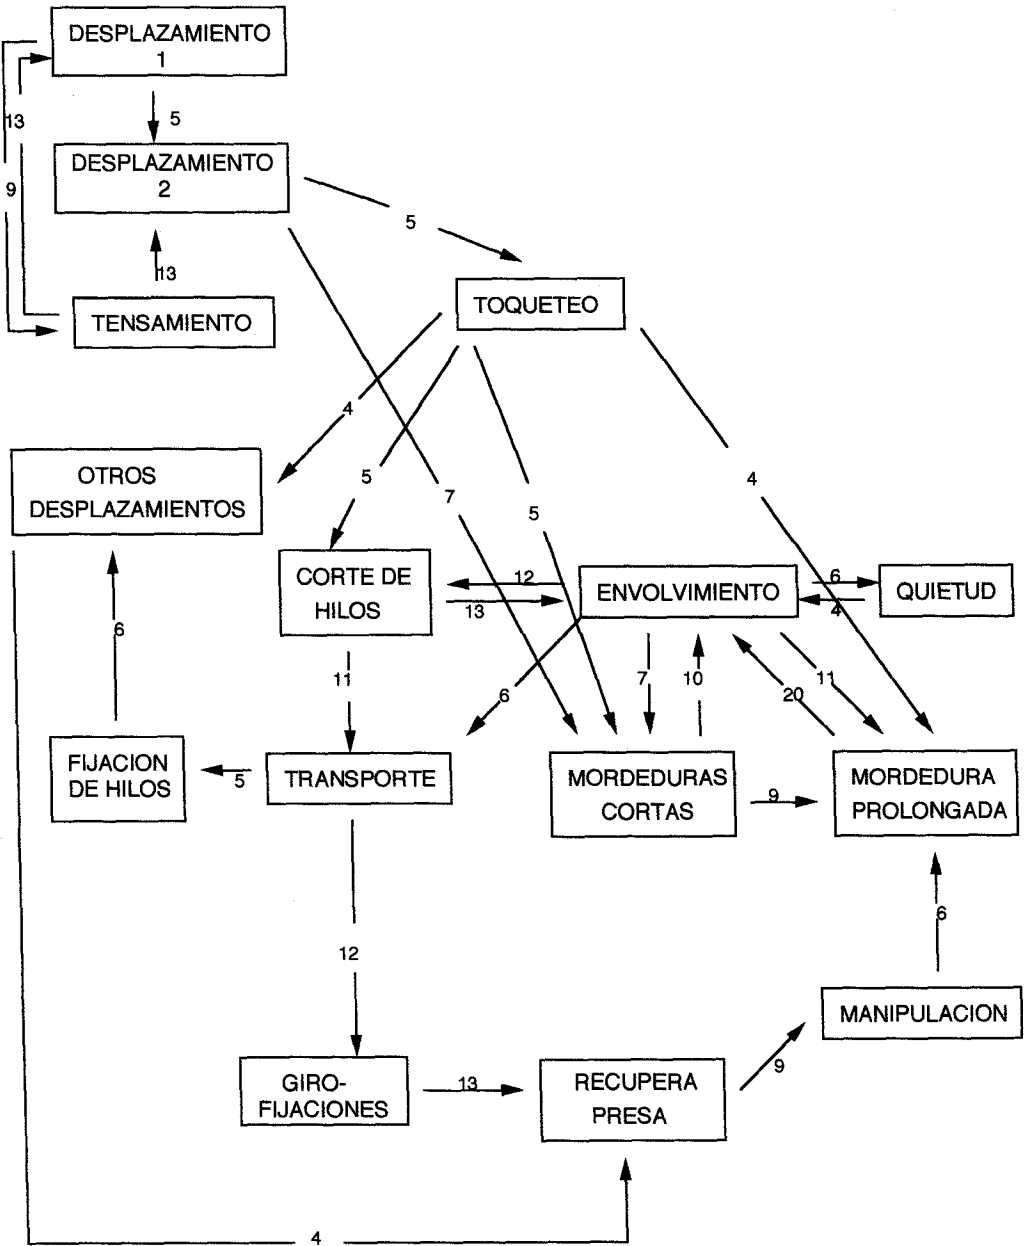 DESPLAZAMIENTO
1
13
5
DESPLAZAMIENTO
2
9
5
13
TOQUETEO
TENSAMIENTO
4
OTROS
DESPLAZAMIENTOS
5
7
4
5
CORTE DE
HILOS
12
13
ENVOLVIMIENTO
6
4
QUIETUD
6
11
6
7
10
20
11
FIJACION
DE HILOS
5
TRANSPORTE
MORDEDURAS
CORTAS
9
MORDEDURA
PROLONGADA
12
6
MANIPULACION
GIRO-
FIJACIONES
13
RECUPERA
PRESA
9
4